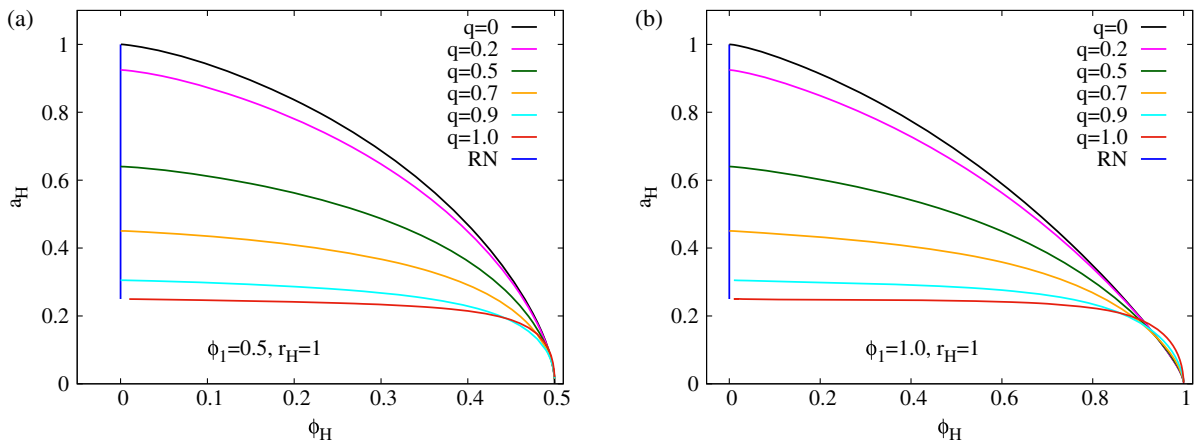 (a)
q=0
q=0.2
q=0.5
q=0.7
q=0.9
q=1.0
RN
1
0.8
0.6
0.4
0.2
0
a_H
ϕ_1=0.5, r_H=1
0 0.1 0.2 0.3 0.4 0.5
ϕ_H
(b)
q=0
q=0.2
q=0.5
q=0.7
q=0.9
q=1.0
RN
1
0.8
0.6
0.4
0.2
0
a_H
ϕ_1=1.0, r_H=1
0 0.2 0.4 0.6 0.8 1
ϕ_H